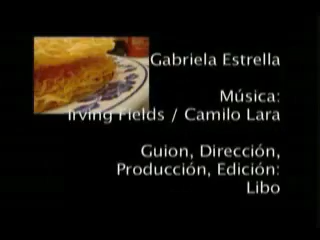 Gabriela Estrella
Música:
Irving Fields / Camilo Lara
Guion, Dirección,
Producción, Edición:
Libo